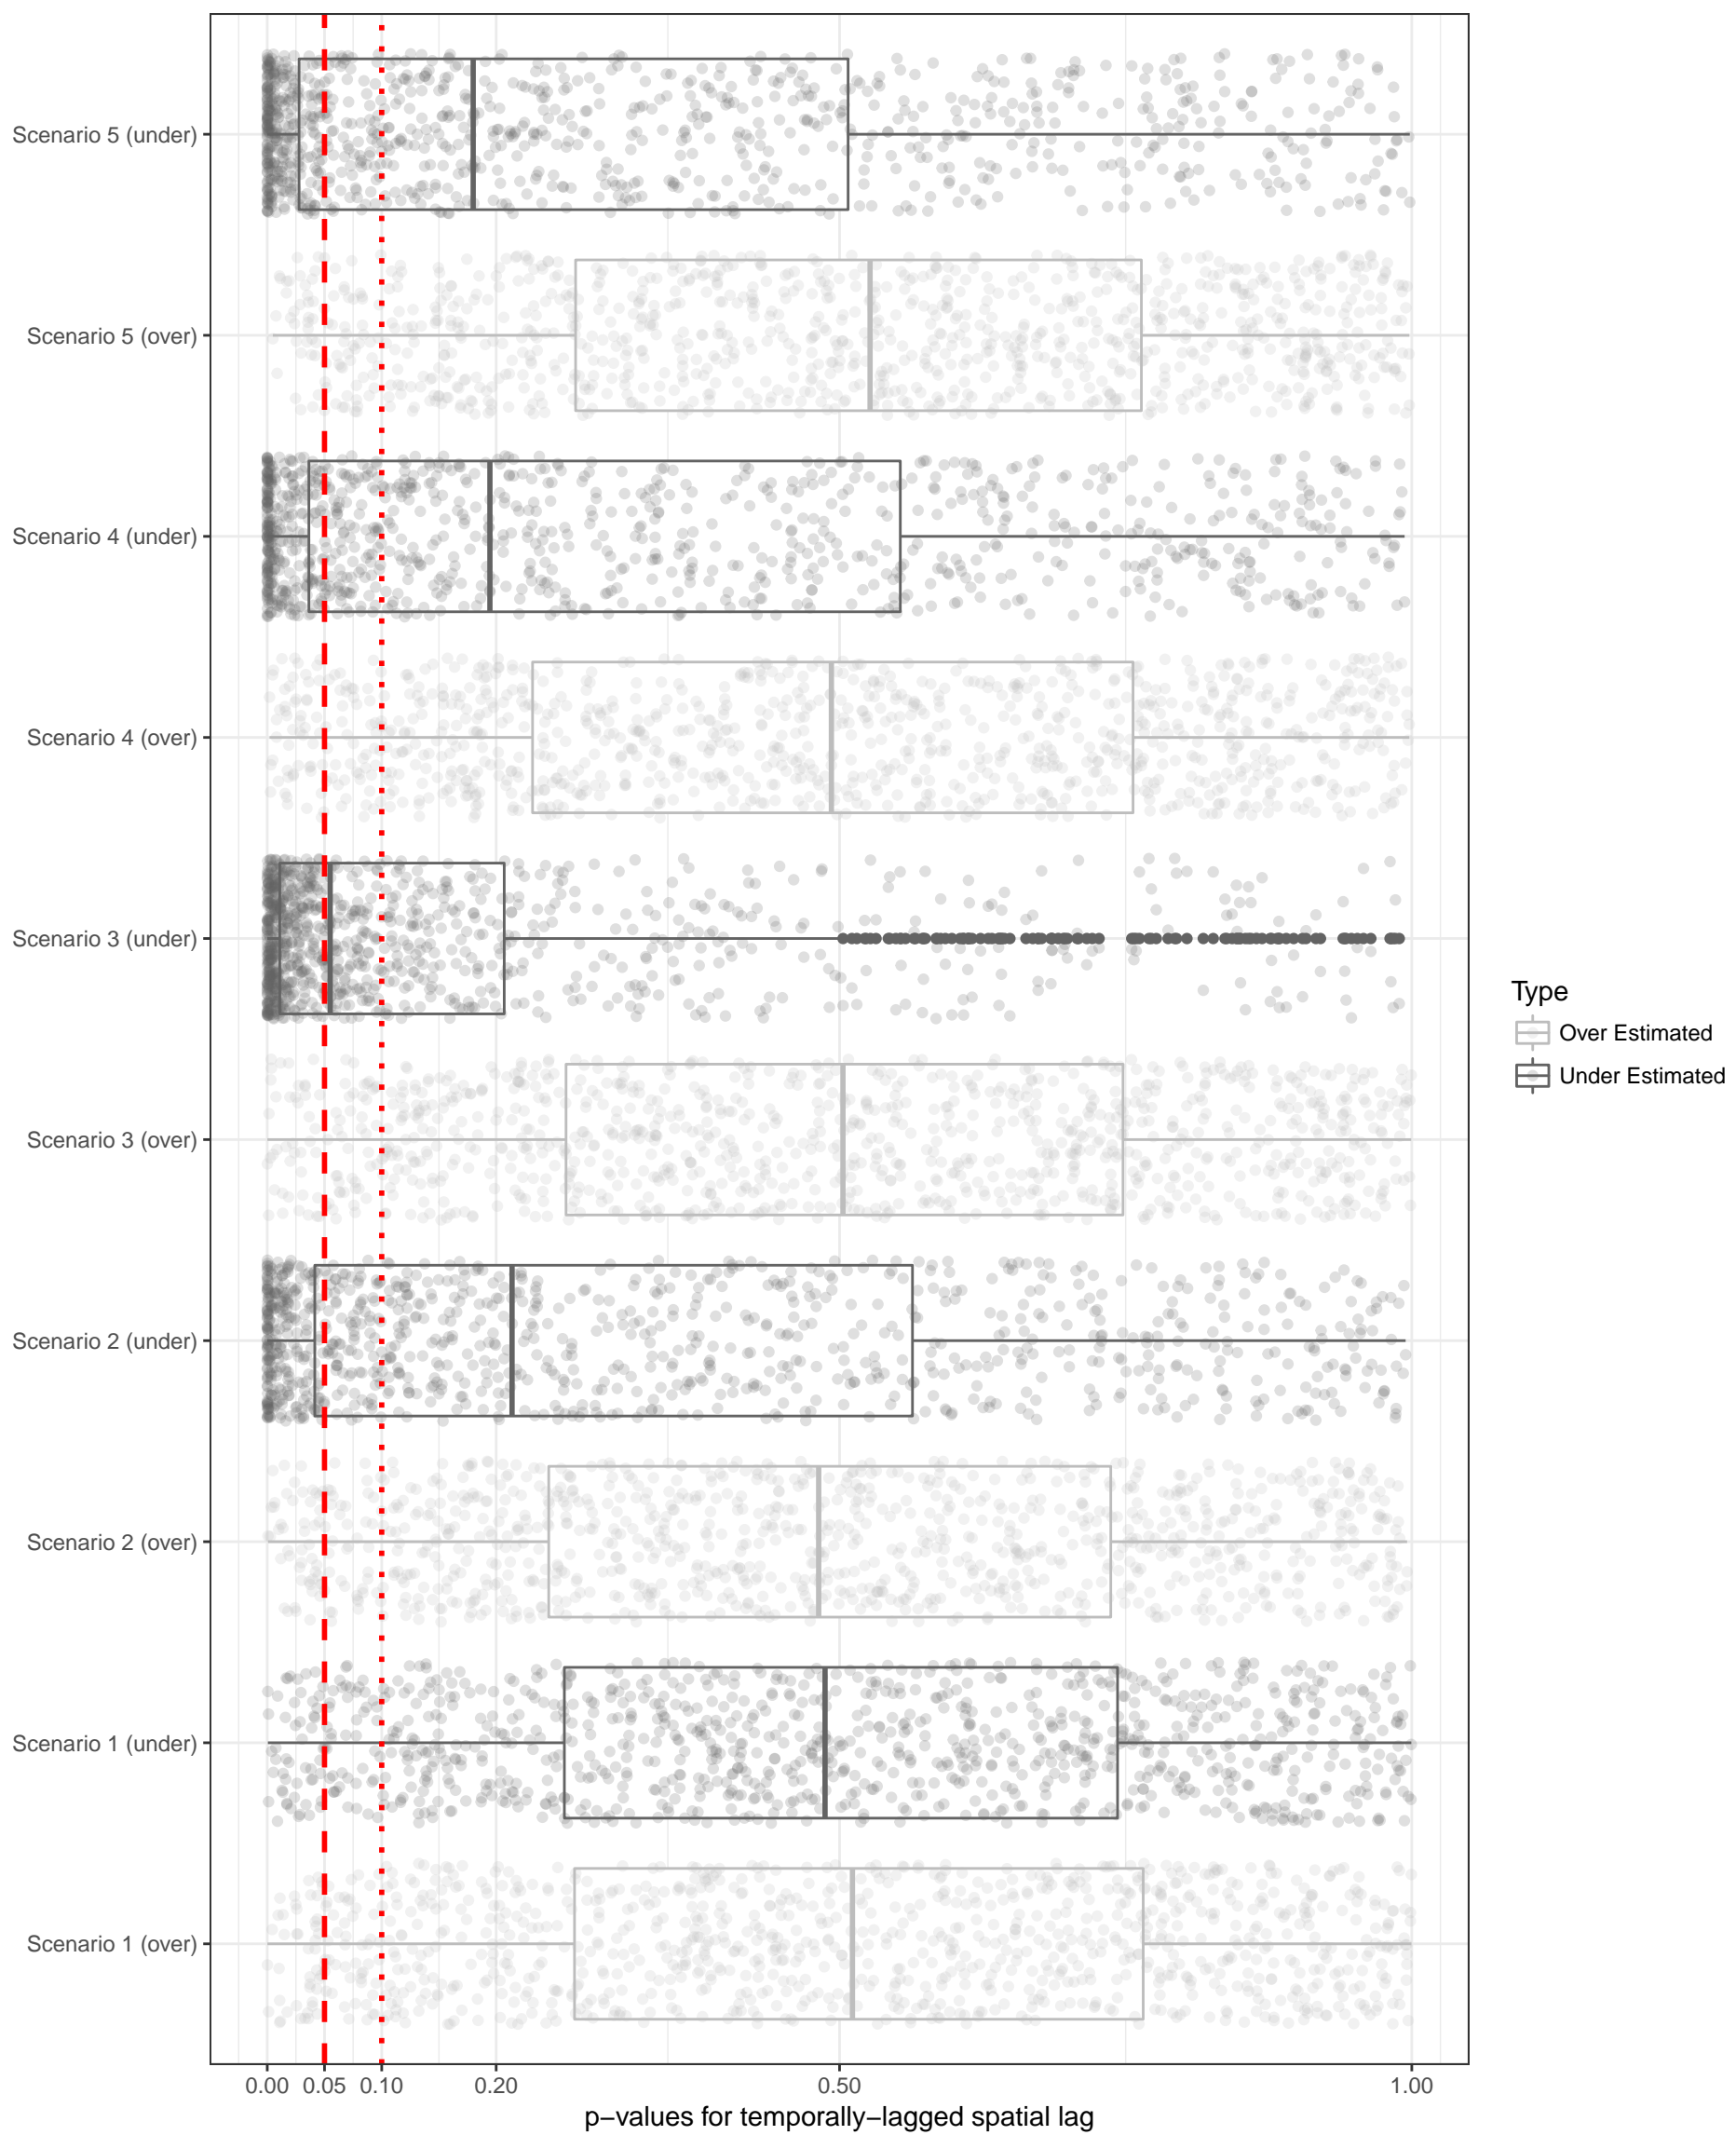 Scenario 5 (under)
Scenario 5 (over)
Scenario 4 (under)
Scenario 4 (over)
Scenario 3 (under)
Scenario 3 (over)
Scenario 2 (under)
Scenario 2 (over)
Scenario 1 (under)
Scenario 1 (over)
0.00 0.05 0.10 0.20 0.50 1.00
p−values for temporally−lagged spatial lag
Type
Over Estimated
Under Estimated